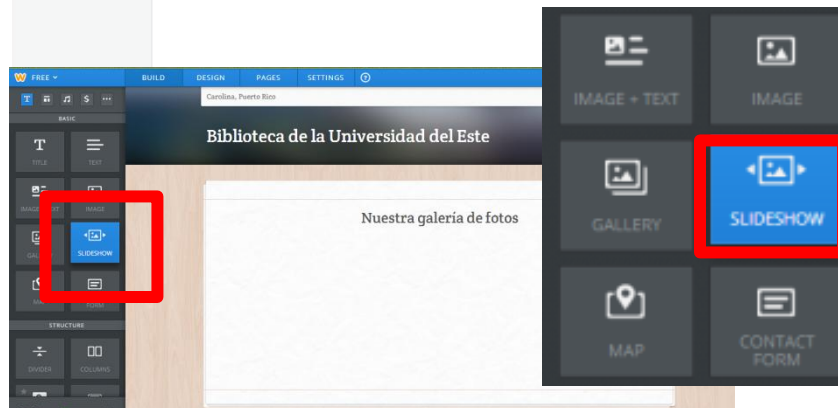 FREE
BUILD DESIGN PAGES SETTINGS ?
T $ ...
BASIC
Carolina, Puerto Rico
Biblioteca de la Universidad del Este
T
TITLE TEXT
IMAGE
SLIDESHOW
FORM
STRUCTURE
DIVIDER COLUMNS
Nuestra galería de fotos
IMAGE + TEXT IMAGE
GALLERY SLIDESHOW
MAP CONTACT
FORM